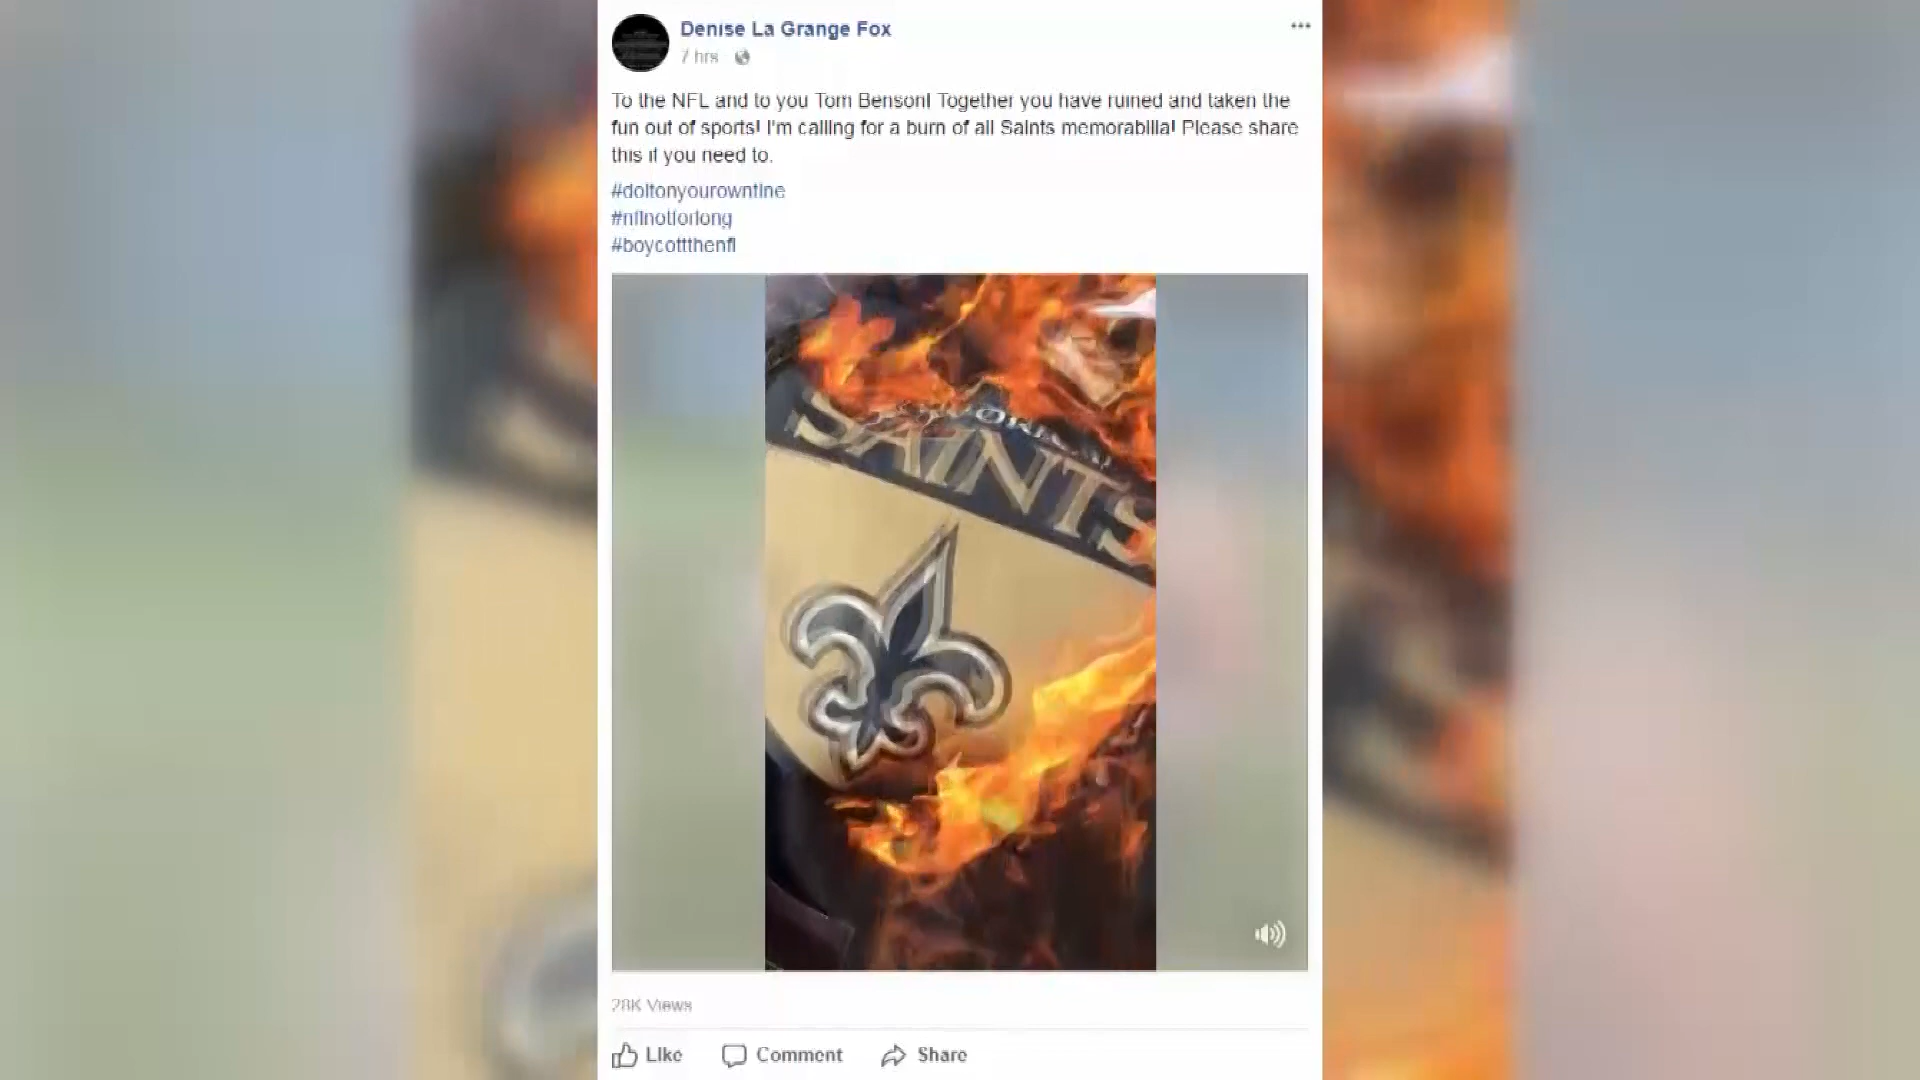 Denise La Grange Fox
7 hrs
To the NFL and to you Tom Benson! Together you have ruined and taken the
fun out of sports! I'm calling for a burn of all Saints memorabilia! Please share
this if you need to.
#doitonyourowntine
#nflnotforlong
#boycottthenfl
SAINTS
28K Views
Like Comment Share